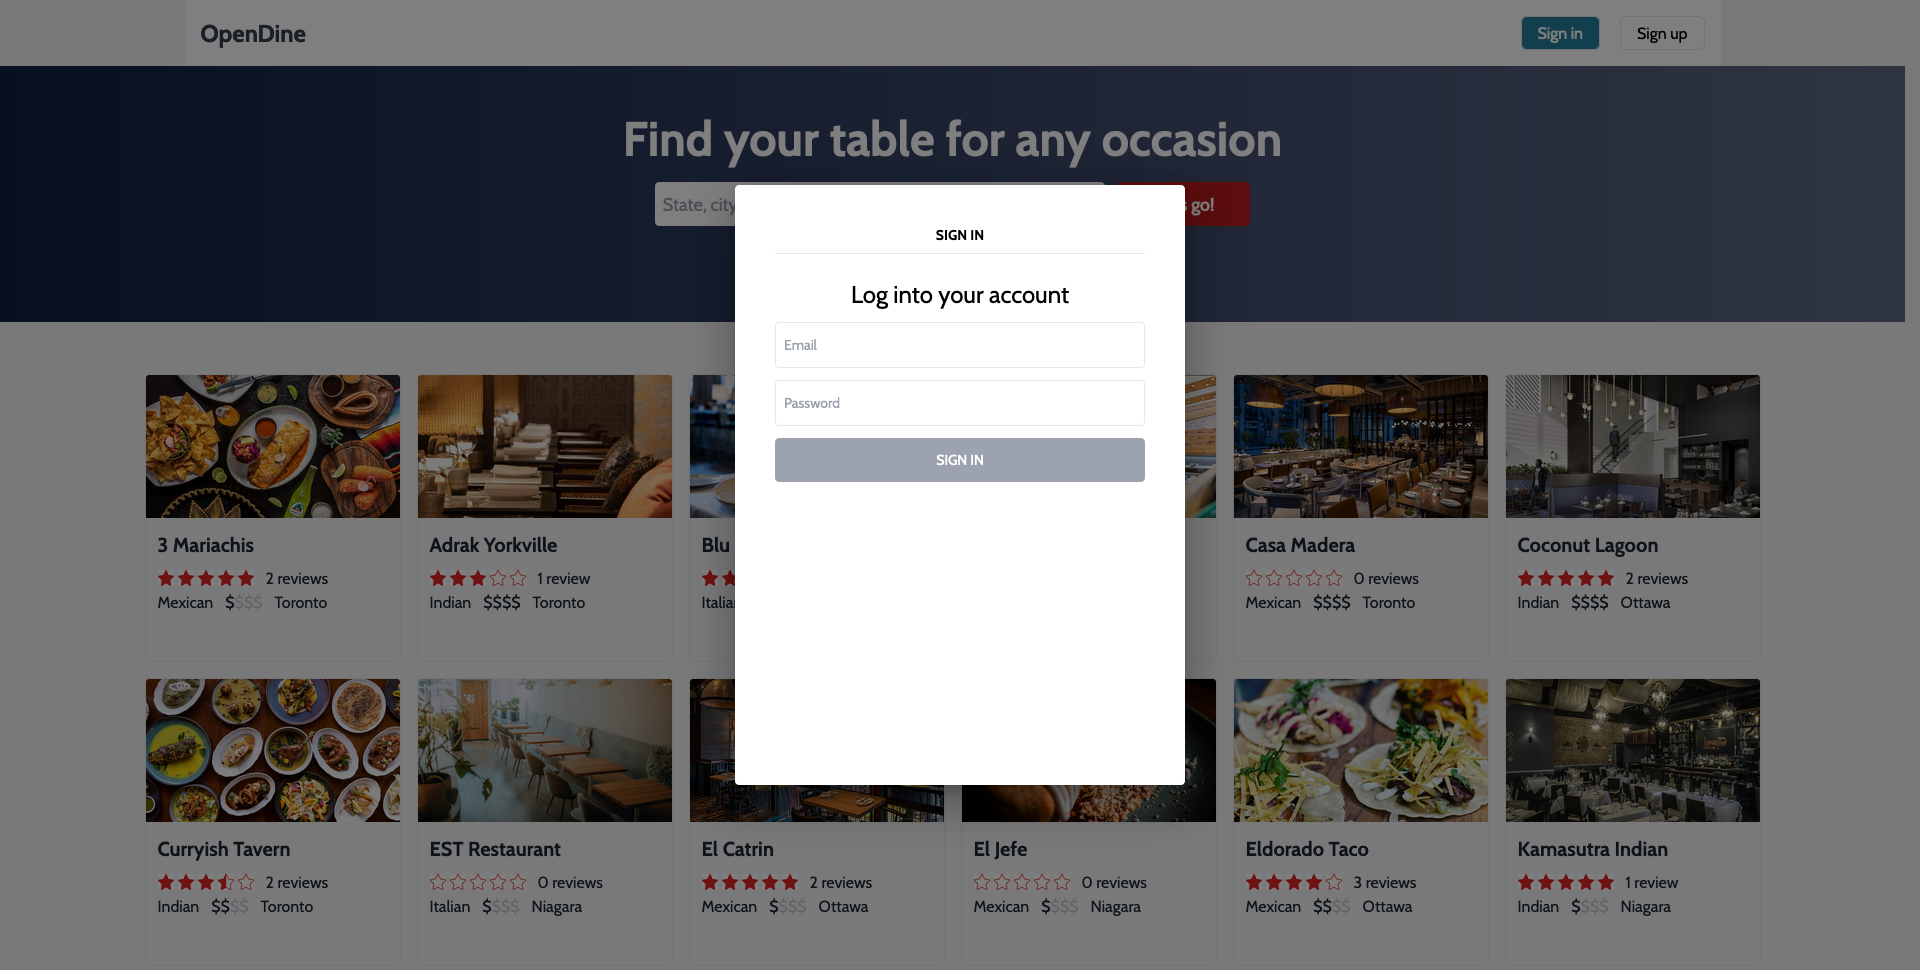 OpenDine
Sign in
Sign up
Find your table for any occasion
State, city
go!
SIGN IN
Log into your account
Email
Password
SIGN IN
3 Mariachis
2 reviews
Mexican $$$$ Toronto
Adrak Yorkville
1 review
Indian $$$$ Toronto
Blu
Casa Madera
0 reviews
Mexican $$$$ Toronto
Coconut Lagoon
2 reviews
Indian $$$$ Ottawa
Curryish Tavern
2 reviews
Indian $$$$ Toronto
EST Restaurant
0 reviews
Italian $$$$ Niagara
El Catrin
2 reviews
Mexican $$$$ Ottawa
El Jefe
0 reviews
Mexican $$$$ Niagara
Eldorado Taco
3 reviews
Mexican $$$$ Ottawa
Kamasutra Indian
1 review
Indian $$$$ Niagara